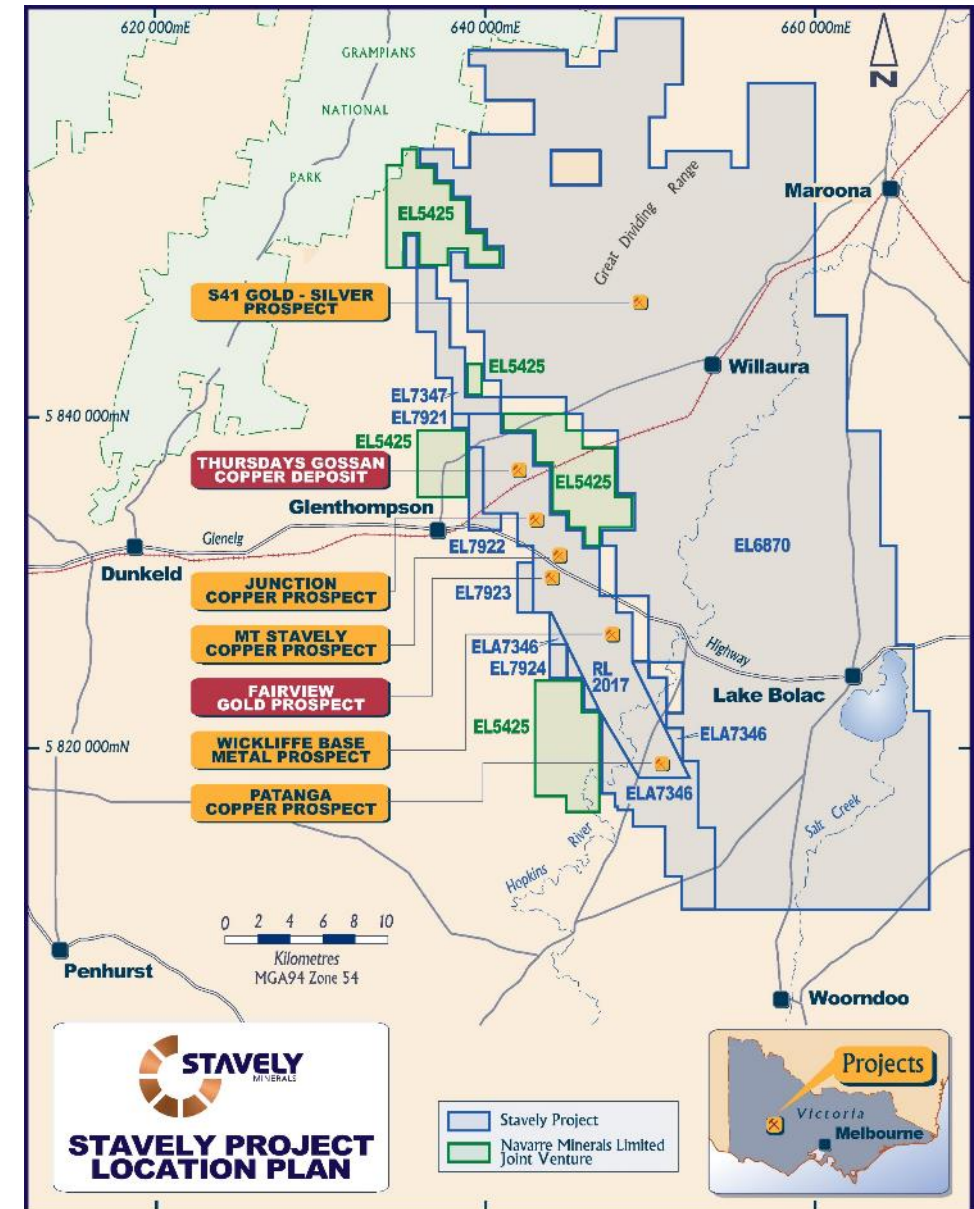 620 000mE
640 000mE
660 000mE
N
GRAMPIANS
NATIONAL
PARK
Great Dividing Range
Maroona
EL5425
S41 GOLD - SILVER
PROSPECT
EL5425
Willaura
EL7347
EL7921
5 840 000mN
EL5425
THURSDAYS GOSSAN
COPPER DEPOSIT
EL5425
Glenthompson
Glenelg
Dunkeld
EL7922
EL6870
JUNCTION
COPPER PROSPECT
EL7923
MT STAVELY
COPPER PROSPECT
ELA7346
EL7924
RL
2017
Highway
Lake Bolac
FAIRVIEW
GOLD PROSPECT
EL5425
ELA7346
5 820 000mN
WICKLIFFE BASE
METAL PROSPECT
PATANGA
COPPER PROSPECT
ELA7346
Salt Creek
Hopkins River
0 2 4 6 8 10
Kilometres
MGA94 Zone 54
Penhurst
Woorndoo
STAVELY
MINERALS
STAVELY PROJECT
LOCATION PLAN
Stavely Project
Navarre Minerals Limited
Joint Venture
Projects
Victoria
Melbourne